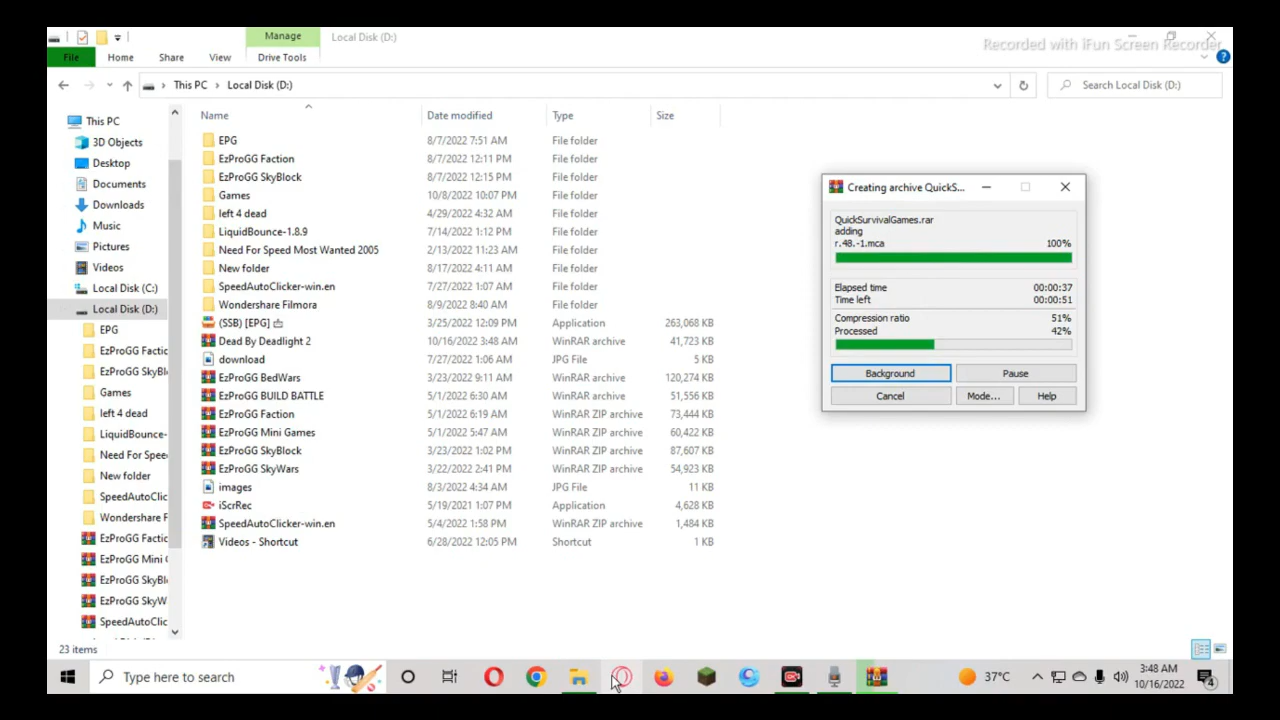 Manage
Local Disk (D:)
Recorded with iFun Screen Recorder
File
Home
Share
View
Drive Tools
This PC
Local Disk (D:)
Search Local Disk (D:)
Name
Date modified
Type
Size
This PC
3D Objects
Desktop
Documents
Downloads
Music
Pictures
Videos
Local Disk (C:)
Local Disk (D:)
EPG
EzProGG Factic
EzProGG SkyBl
Games
left 4 dead
LiquidBounce-
Need For Spee
New folder
SpeedAutoClic
Wondershare F
EzProGG Factic
EzProGG Mini
EzProGG SkyBl
EzProGG SkyW
SpeedAutoClic
EPG 8/7/2022 7:51 AM File folder
EzProGG Faction 8/7/2022 12:11 PM File folder
EzProGG SkyBlock 8/7/2022 12:15 PM File folder
Games 10/8/2022 10:07 PM File folder
left 4 dead 4/29/2022 4:32 AM File folder
LiquidBounce-1.8.9 7/14/2022 1:12 PM File folder
Need For Speed Most Wanted 2005 2/13/2022 11:23 AM File folder
New folder 8/17/2022 4:11 AM File folder
SpeedAutoClicker-win.en 7/27/2022 1:07 AM File folder
Wondershare Filmora 8/9/2022 8:40 AM File folder
(SSB) [EPG] 3/25/2022 12:09 PM Application 263,068 KB
Dead By Deadlight 2 10/16/2022 3:48 AM WinRAR archive 41,723 KB
download 7/27/2022 1:06 AM JPG File 5 KB
EzProGG BedWars 3/23/2022 9:11 AM WinRAR archive 120,274 KB
EzProGG BUILD BATTLE 5/1/2022 6:30 AM WinRAR archive 51,556 KB
EzProGG Faction 5/1/2022 6:19 AM WinRAR ZIP archive 73,444 KB
EzProGG Mini Games 5/1/2022 5:47 AM WinRAR ZIP archive 60,422 KB
EzProGG SkyBlock 3/23/2022 1:02 PM WinRAR ZIP archive 87,607 KB
EzProGG SkyWars 3/22/2022 2:41 PM WinRAR ZIP archive 54,923 KB
images 8/3/2022 4:34 AM JPG File 11 KB
iScrRec 5/19/2021 1:07 PM Application 4,628 KB
SpeedAutoClicker-win.en 5/4/2022 1:58 PM WinRAR ZIP archive 1,484 KB
Videos - Shortcut 6/28/2022 12:05 PM Shortcut 1 KB
Creating archive QuickS...
QuickSurvivalGames.rar
adding
r.48.-1.mca 100%
Elapsed time 00:00:37
Time left 00:00:51
Compression ratio 51%
Processed 42%
Background
Pause
Cancel
Mode...
Help
23 items
Type here to search
37°C
3:48 AM
10/16/2022
4